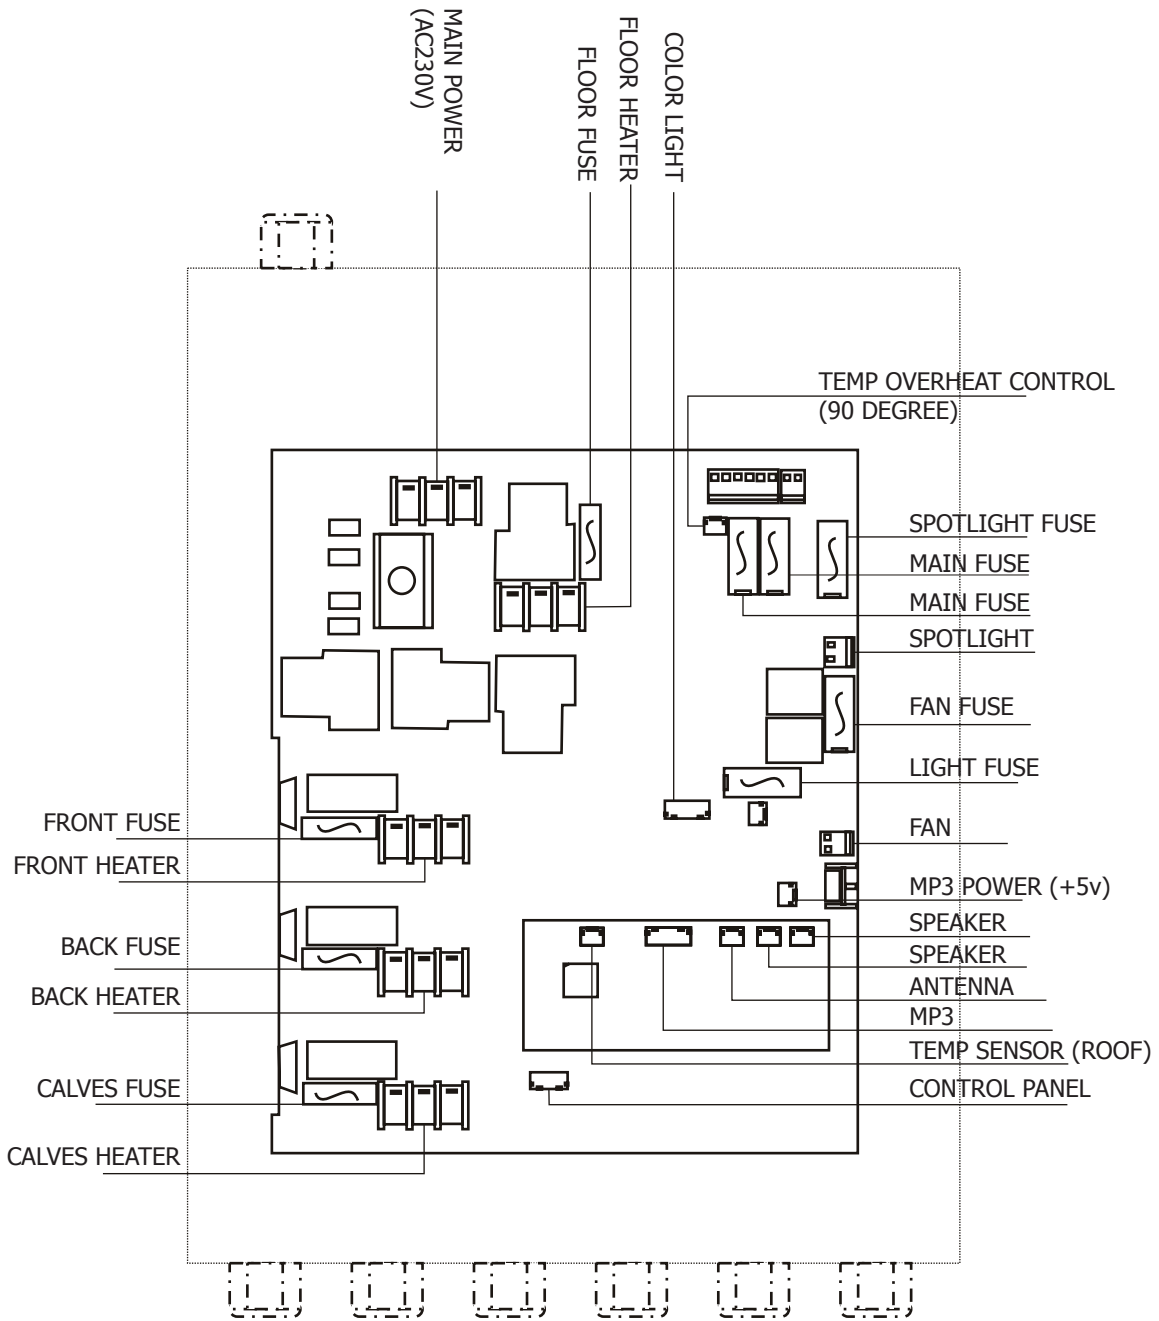 MAIN POWER
(AC230V)
FLOOR FUSE
FLOOR HEATER
COLOR LIGHT
TEMP OVERHEAT CONTROL
(90 DEGREE)
SPOTLIGHT FUSE
MAIN FUSE
MAIN FUSE
SPOTLIGHT
FAN FUSE
LIGHT FUSE
FAN
MP3 POWER (+5v)
SPEAKER
SPEAKER
ANTENNA
MP3
TEMP SENSOR (ROOF)
CONTROL PANEL
FRONT FUSE
FRONT HEATER
BACK FUSE
BACK HEATER
CALVES FUSE
CALVES HEATER